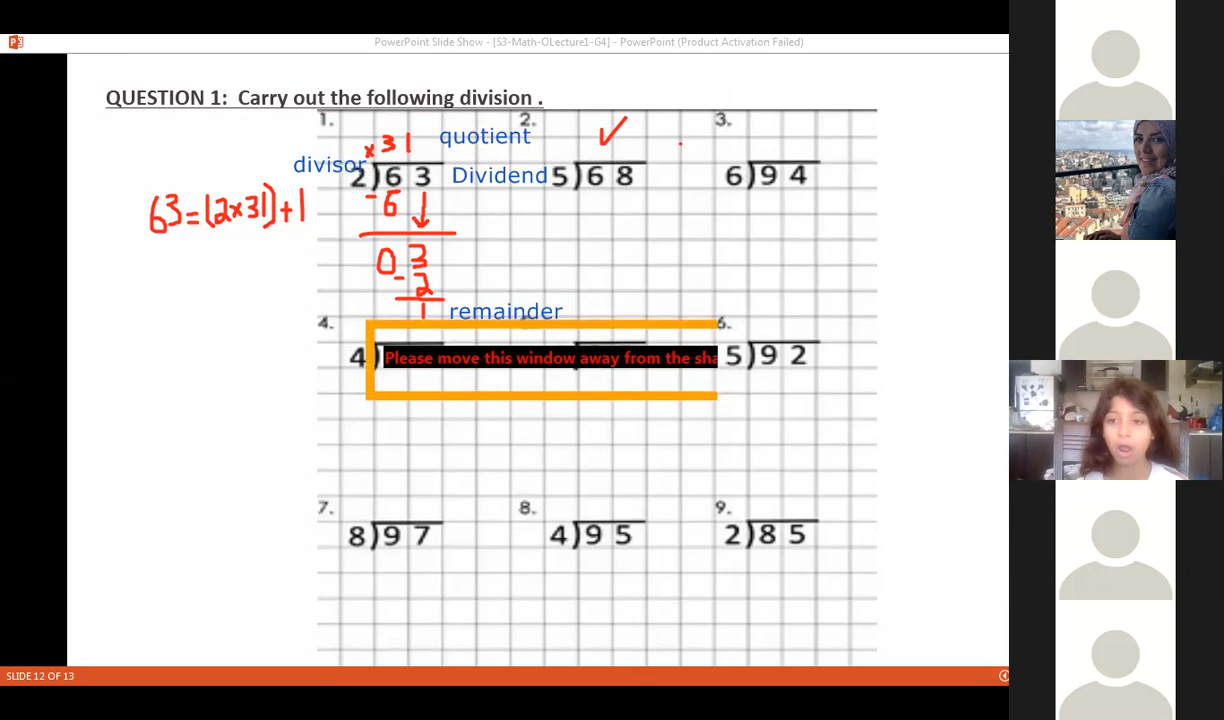 PowerPoint Slide Show - [S3-Math-OLecture1-G4] - PowerPoint (Product Activation Failed)
QUESTION 1: Carry out the following division .
1.
2.
3.
31
quotient
divisor
2)63
Dividend
5)68
6)94
63=(2x31)+1
-6
03
-2
1
remainder
4.
6.
4)
Please move this window away from the sha
5)92
7.
8.
9.
8)97
4)95
2)85
SLIDE 12 OF 13